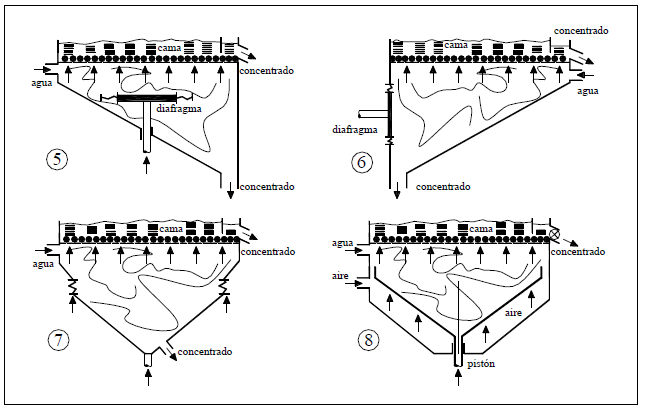 cama
concentrado
agua
diafragma
5
concentrado
concentrado
cama
agua
diafragma
6
concentrado
cama
agua
concentrado
7
concentrado
cama
agua
concentrado
aire
aire
8
pistón